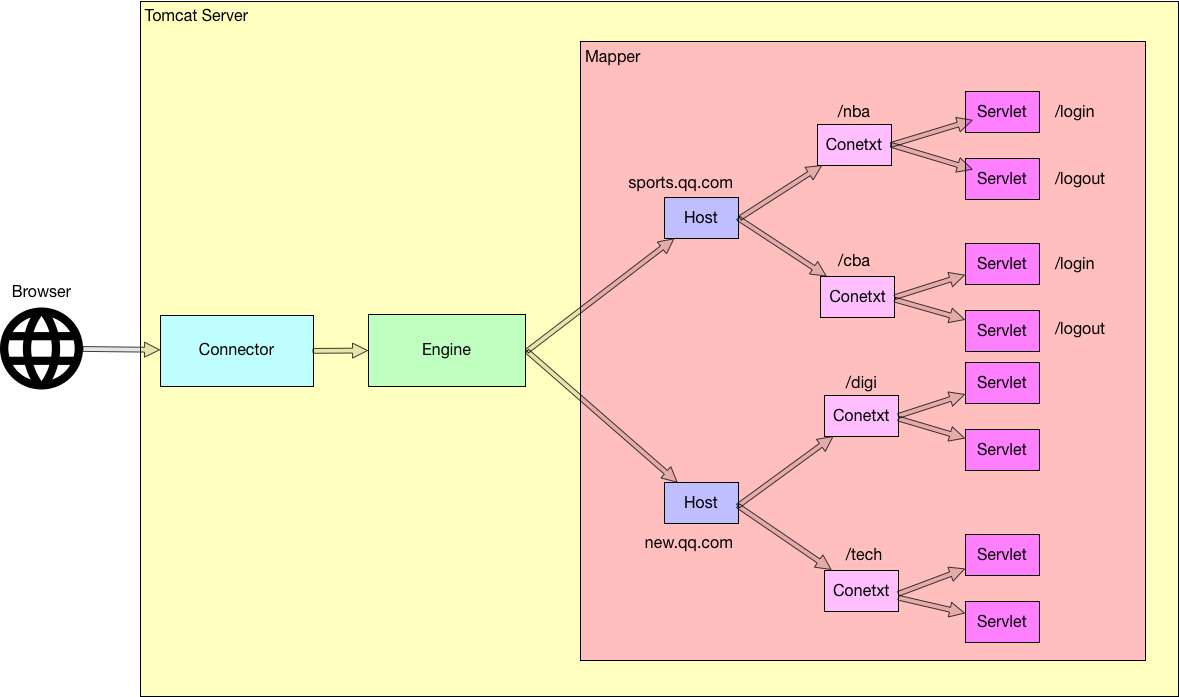 Tomcat Server
Mapper
/nba
Servlet
/login
Conetxt
sports.qq.com
Servlet
/logout
Host
/cba
Servlet
/login
Browser
Conetxt
Connector
Engine
Servlet
/logout
/digi
Servlet
Conetxt
Servlet
Host
new.qq.com
/tech
Servlet
Conetxt
Servlet